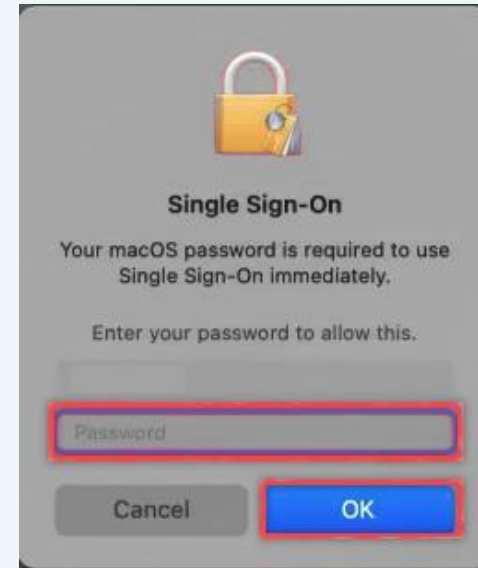 Single Sign-On
Your macOS password is required to use
Single Sign-On immediately.
Enter your password to allow this.
Password
Cancel
OK